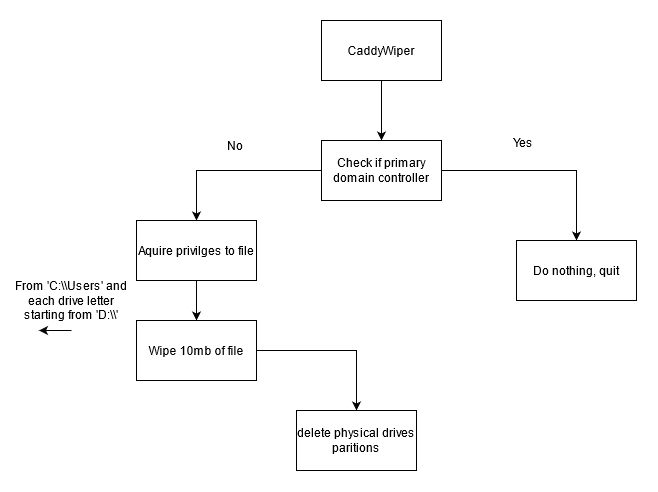 CaddyWiper
No
Yes
Check if primary
domain controller
Aquire privilges to file
Do nothing, quit
From 'C:\\Users' and
each drive letter
starting from 'D:\\'
Wipe 10mb of file
delete physical drives
paritions